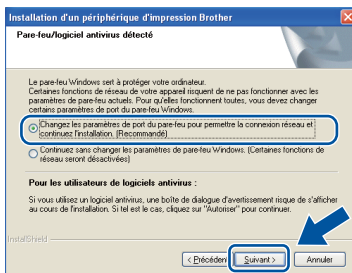 Installation d'un périphérique d'impression Brother
Pare-feu/logiciel antivirus détecté
Le pare-feu Windows sert à protéger votre ordinateur.
Certaines fonctions de réseau de votre appareil risquent de ne pas fonctionner avec les
paramètres de pare-feu actuels. Pour qu'elles fonctionnent toutes, vous devez changer
certains paramètres de port du pare-feu Windows.
Changez les paramètres de port du pare-feu pour permettre la connexion réseau et
continuez l'installation. (Recommandé)
Continuez sans changer les paramètres de pare-feu Windows. (Certaines fonctions de
réseau seront désactivées)
Pour les utilisateurs de logiciels antivirus :
Si vous utilisez un logiciel antivirus, une boîte de dialogue d'avertissement risque de s'afficher
au cours de l'installation. Si tel est le cas, cliquez sur "Autoriser" pour continuer.
InstallShield
< Précédent
Suivant >
Annuler